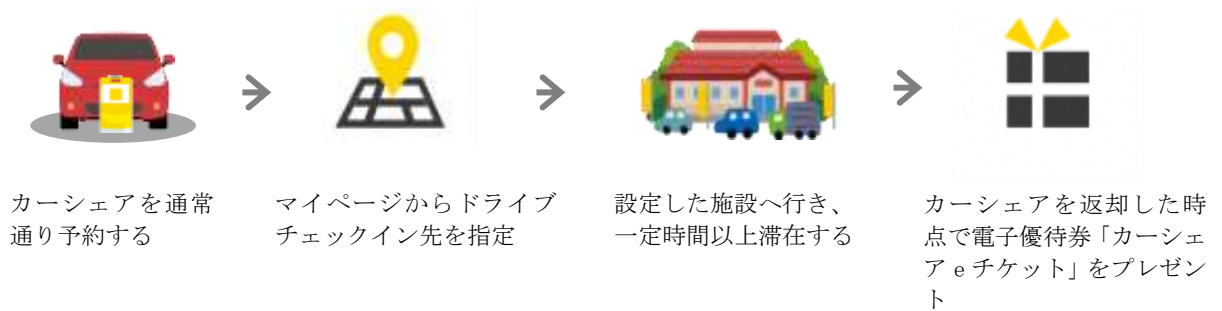 カーシェアを通常
通り予約する
マイページからドライブ
チェックイン先を指定
設定した施設へ行き、
一定時間以上滞在する
カーシェアを返却した時
点で電子優待券「カーシェ
ア e チケット」をプレゼン
ト